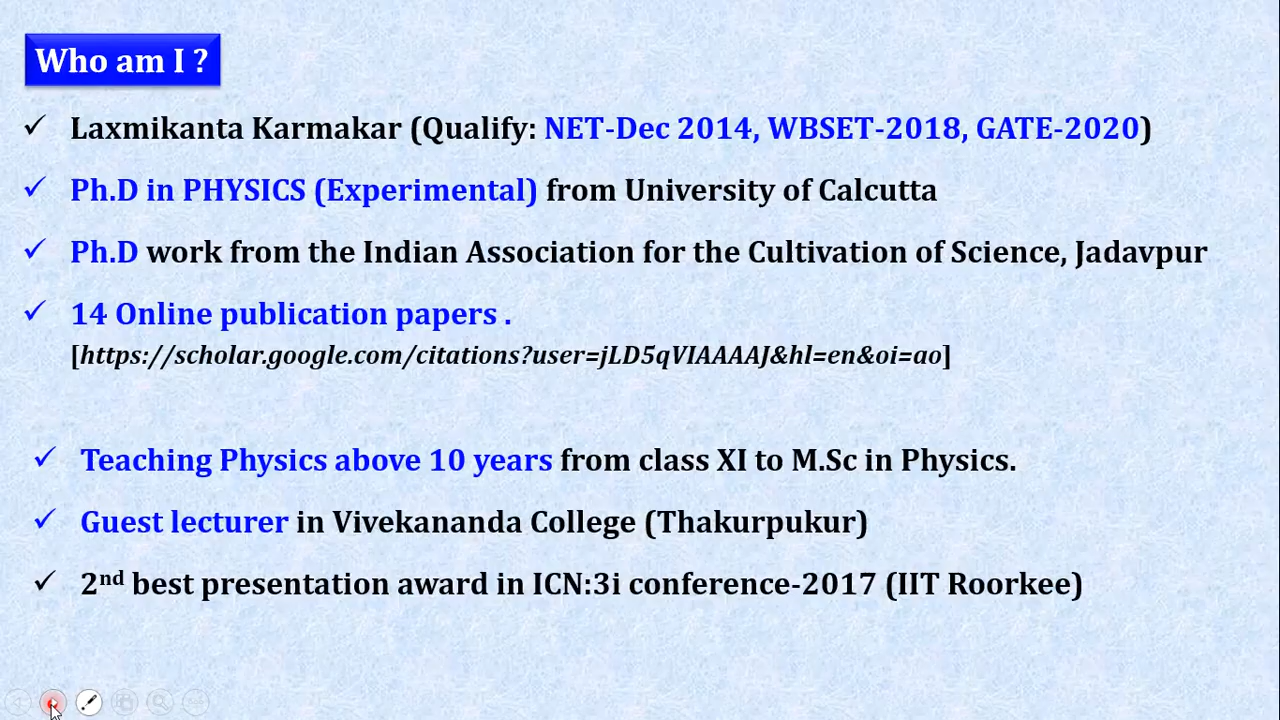 Who am I ?
✓ Laxmikanta Karmakar (Qualify: NET-Dec 2014, WBSET-2018, GATE-2020)
✓ Ph.D in PHYSICS (Experimental) from University of Calcutta
✓ Ph.D work from the Indian Association for the Cultivation of Science, Jadavpur
✓ 14 Online publication papers .
[https://scholar.google.com/citations?user=jLD5qVIAAAAJ&hl=en&oi=ao]
✓ Teaching Physics above 10 years from class XI to M.Sc in Physics.
✓ Guest lecturer in Vivekananda College (Thakurpukur)
✓ 2nd best presentation award in ICN:3i conference-2017 (IIT Roorkee)